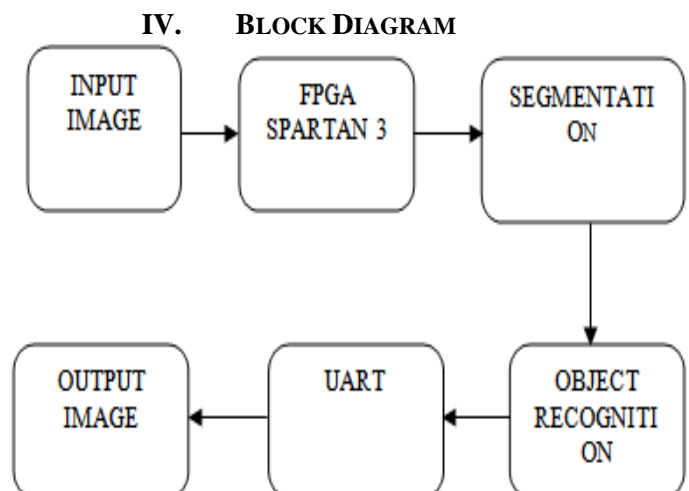 IV. BLOCK DIAGRAM
INPUT
IMAGE
FPGA
SPARTAN 3
SEGMENTATI
ON
OUTPUT
IMAGE
UART
OBJECT
RECOGNITI
ON